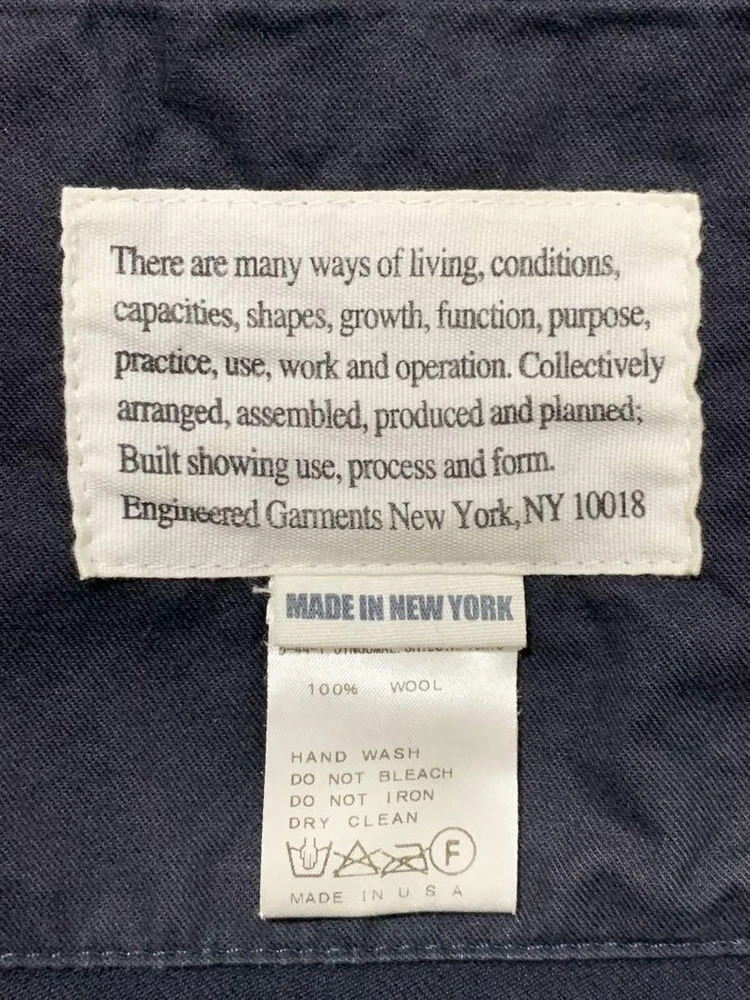 There are many ways of living, conditions,
capacities, shapes, growth, function, purpose,
practice, use, work and operation. Collectively
arranged, assembled, produced and planned;
Built showing use, process and form.
Engineered Garments New York, NY 10018
MADE IN NEW YORK
100% WOOL
HAND WASH
DO NOT BLEACH
DO NOT IRON
DRY CLEAN
F
MADE IN U S A